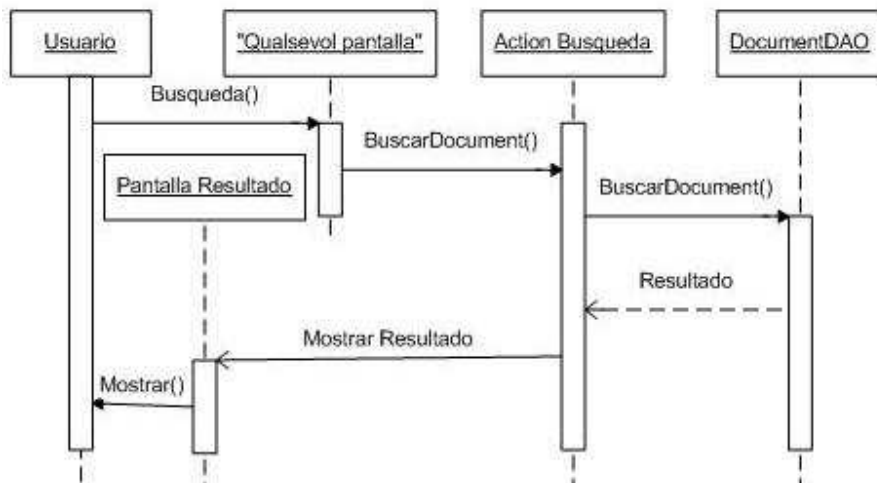 Usuario
"Qualsevol pantalla"
Action Busqueda
DocumentDAO
Busqueda()
BuscarDocument()
Pantalla Resultado
BuscarDocument()
Resultado
Mostrar Resultado
Mostrar()